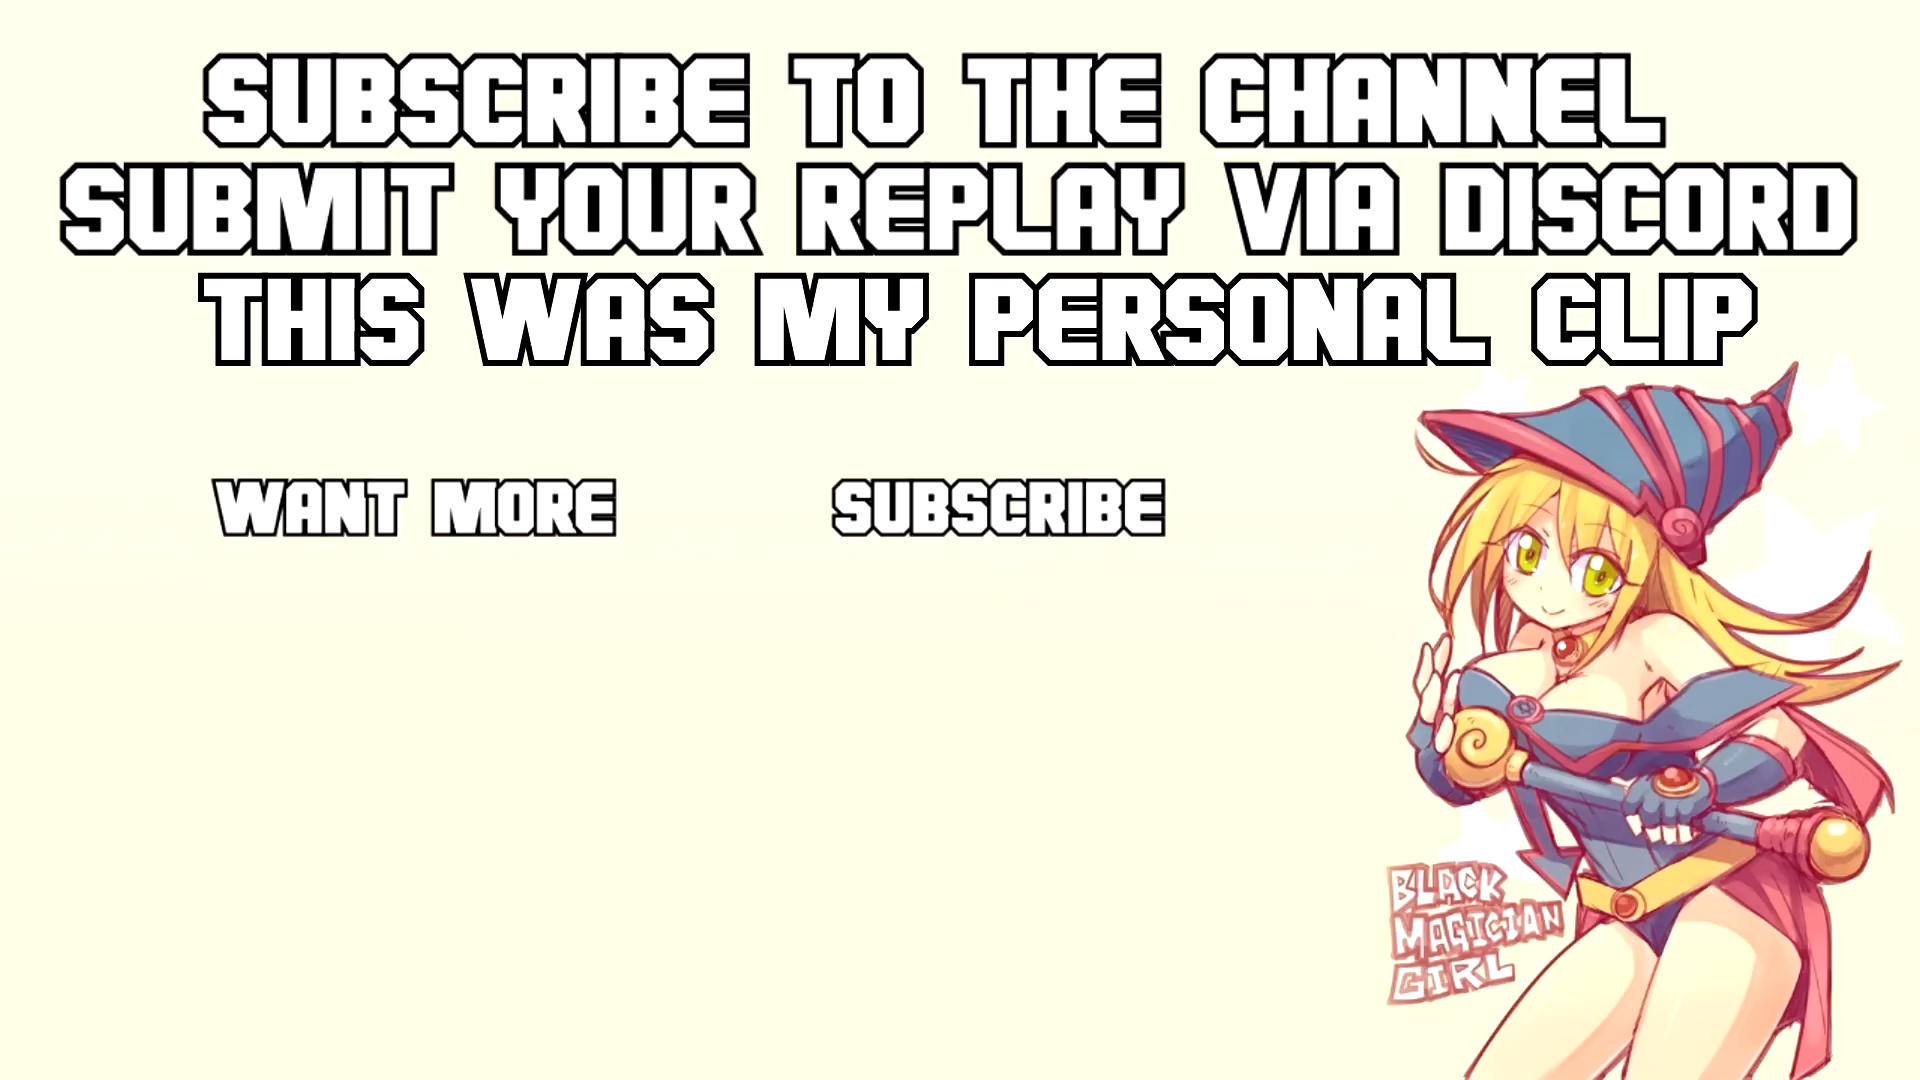 SUBSCRIBE TO THE CHANNEL
SUBMIT YOUR REPLAY VIA DISCORD
THIS WAS MY PERSONAL CLIP
WANT MORE
SUBSCRIBE
BLACK
MAGICIAN
GIRL